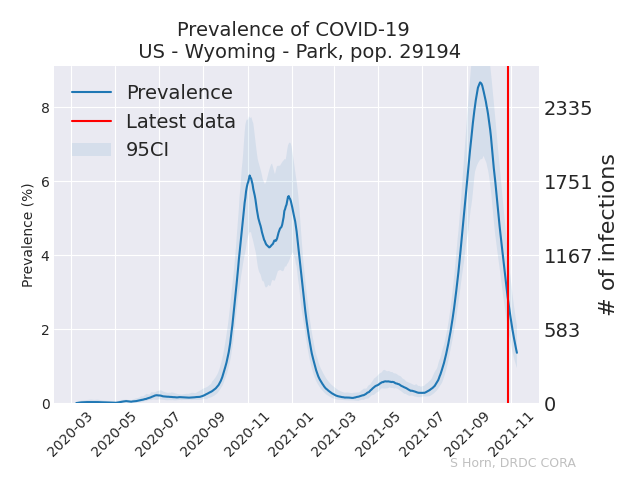 Prevalence of COVID-19
US - Wyoming - Park, pop. 29194
Prevalence
Latest data
95CI
Prevalence (%)
8
6
4
2
0
2335
1751
1167
583
0
# of infections
2020-03
2020-05
2020-07
2020-09
2020-11
2021-01
2021-03
2021-05
2021-07
2021-09
2021-11
S Horn, DRDC CORA